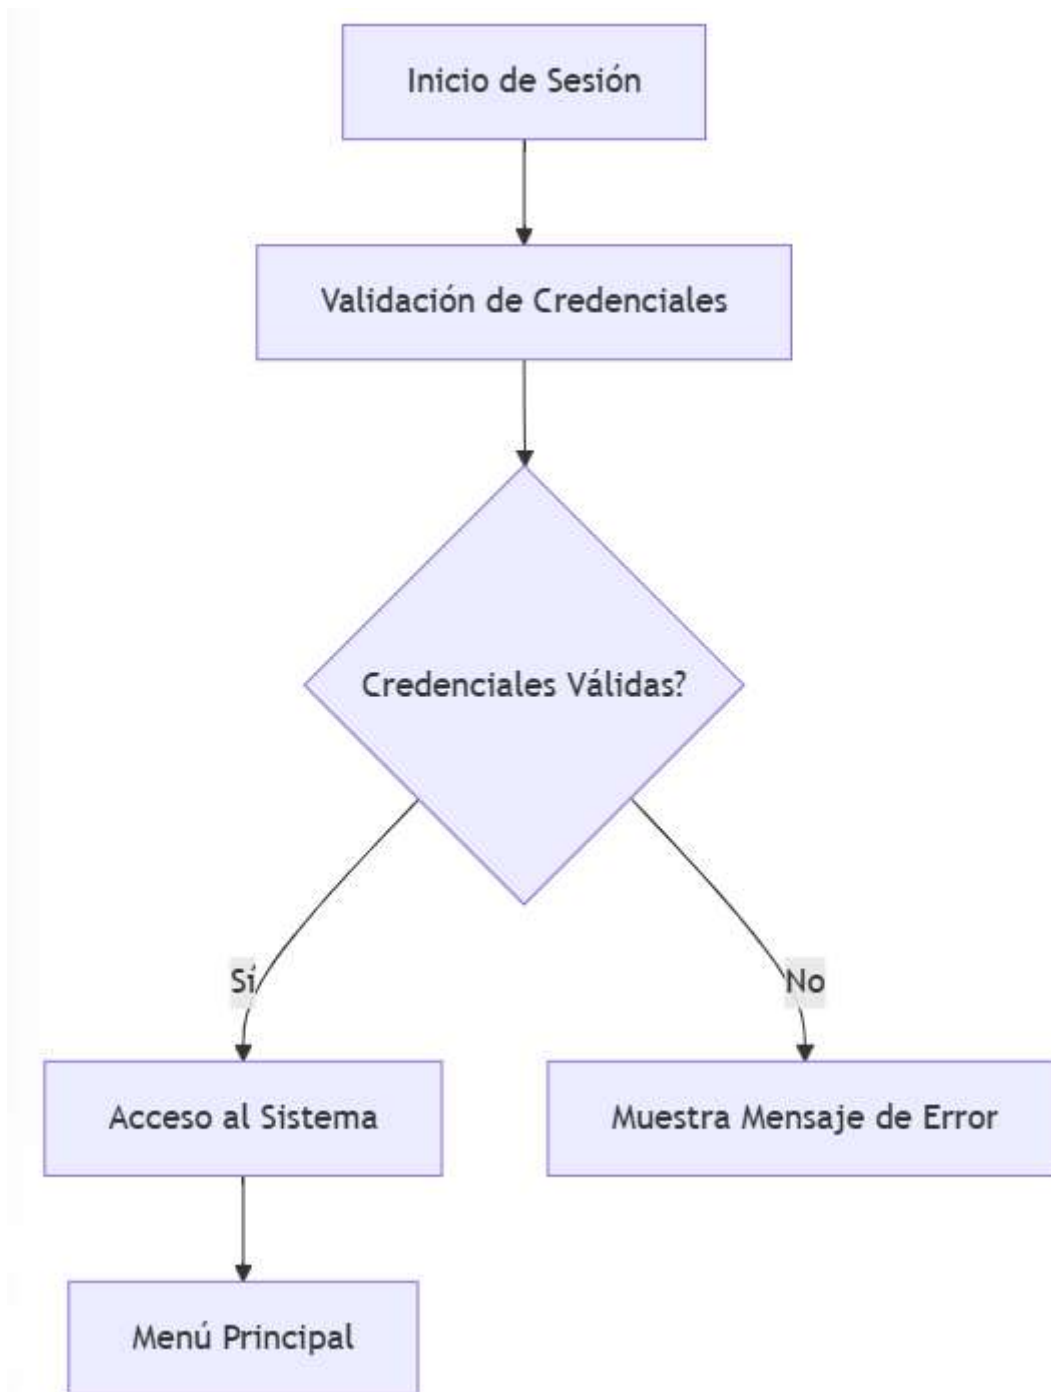 Inicio de Sesión
Validación de Credenciales
Credenciales Válidas?
Sí
No
Acceso al Sistema
Muestra Mensaje de Error
Menú Principal